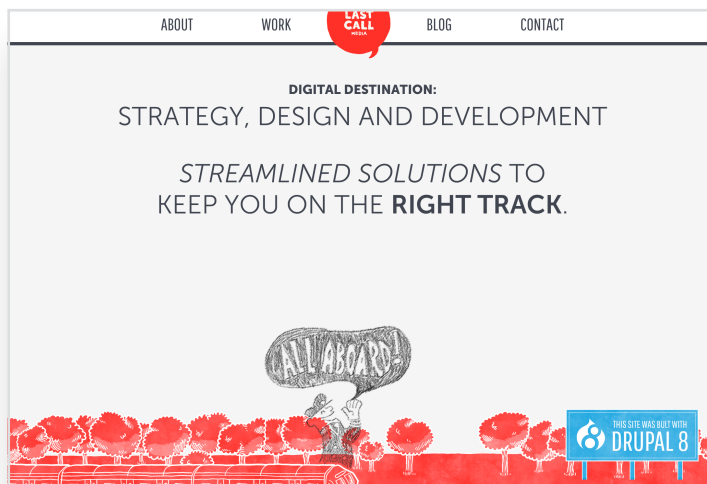 ABOUT WORK LAST CALL MEDIA BLOG CONTACT
DIGITAL DESTINATION:
STRATEGY, DESIGN AND DEVELOPMENT
STREAMLINED SOLUTIONS TO
KEEP YOU ON THE RIGHT TRACK.
ALL ABOARD!
THIS SITE WAS BUILT WITH
DRUPAL 8